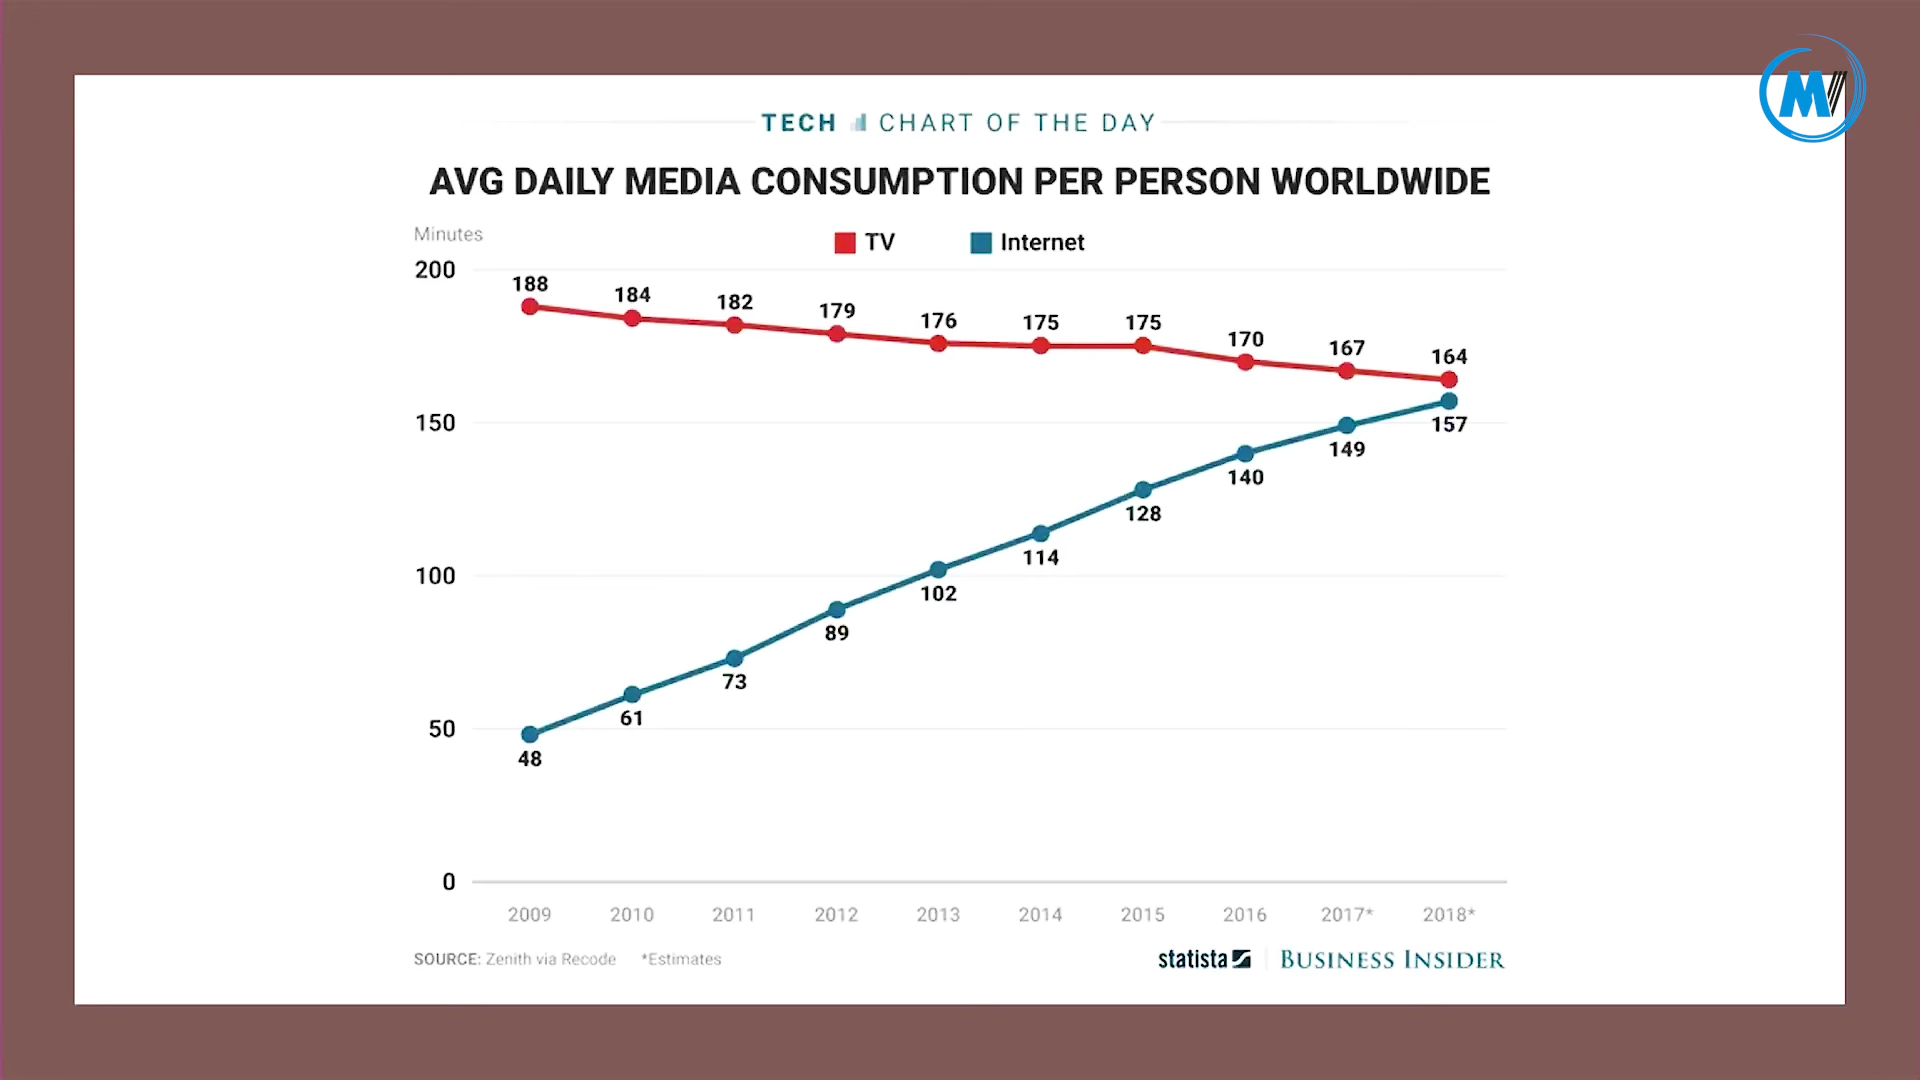 MV
TECH CHART OF THE DAY
AVG DAILY MEDIA CONSUMPTION PER PERSON WORLDWIDE
Minutes
TV Internet
200
188 184 182 179 176 175 175 170 167 164
150
157
149
140
128
114
100
102
89
73
61
50
48
0
2009 2010 2011 2012 2013 2014 2015 2016 2017* 2018*
SOURCE: Zenith via Recode *Estimates
statista BUSINESS INSIDER